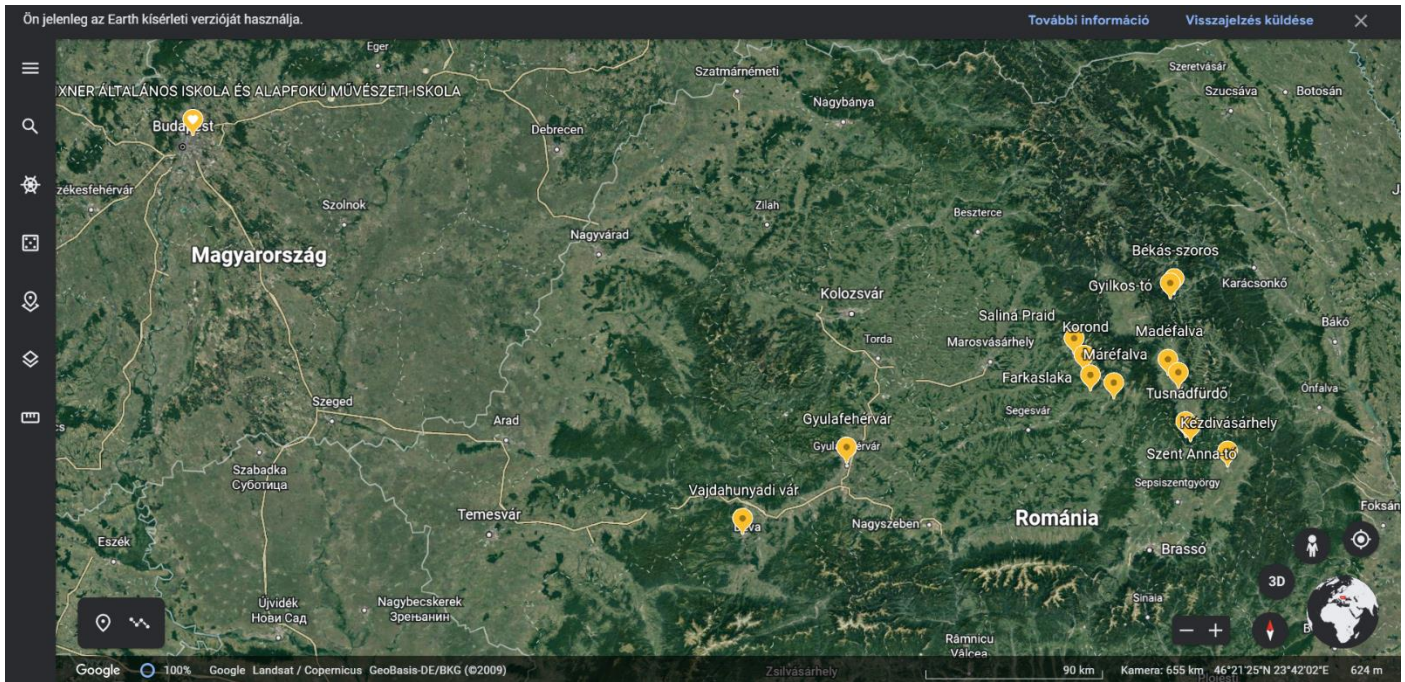 Ön jelenleg az Earth kísérleti verzióját használja.
További információ
Visszajelzés küldése
Eger
Szatmárnémeti
Szeretvásár
XNER ÁLTALÁNOS ISKOLA ÉS ALAPFOKÚ MŰVÉSZETI ISKOLA
Szucsáva
Botosán
Nagybánya
Budapest
Debrecen
zékesfehérvár
Szolnok
Zilah
Beszterce
Nagyvárad
Magyarország
Békás-szoros
Gyilkos-tó
Karácsonkő
Kolozsvár
Salina Praid
Korond
Madéfalva
Bákó
Torda
Marosvásárhely
Máréfalva
Farkaslaka
Tusnádfürdő
Ónfalva
Szeged
Arad
Gyulafehérvár
Segesvár
Kézdivásárhely
Szabadka
Суботица
Szent Anna-tó
Vajdahunyadi vár
Sepsiszentgyörgy
Temesvár
Nagyszeben
Románia
Foksán
Eszék
Brassó
3D
Újvidék
Нови Сад
Nagybecskerek
Зрењанин
Sinaia
Râmnicu
Vâlcea
Google
100%
Google Landsat / Copernicus GeoBasis-DE/BKG (©2009)
Zsilvásárhely
90 km
Kamera: 655 km 46°21'25"N 23°42'02"E 624 m
Ploiești